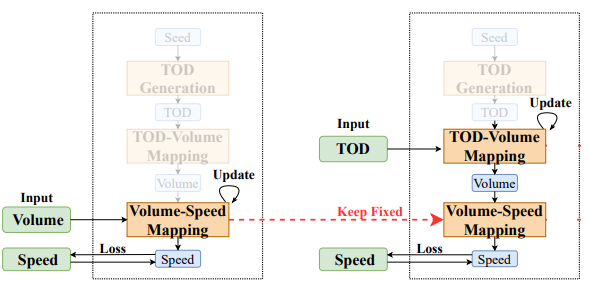 Seed
TOD
Generation
TOD
TOD-Volume
Mapping
Volume
Update
Input
Volume
Volume-Speed
Mapping
Speed
Loss
Speed
Keep Fixed
Seed
TOD
Generation
TOD
Update
Input
TOD
TOD-Volume
Mapping
Volume
Volume-Speed
Mapping
Speed
Loss
Speed